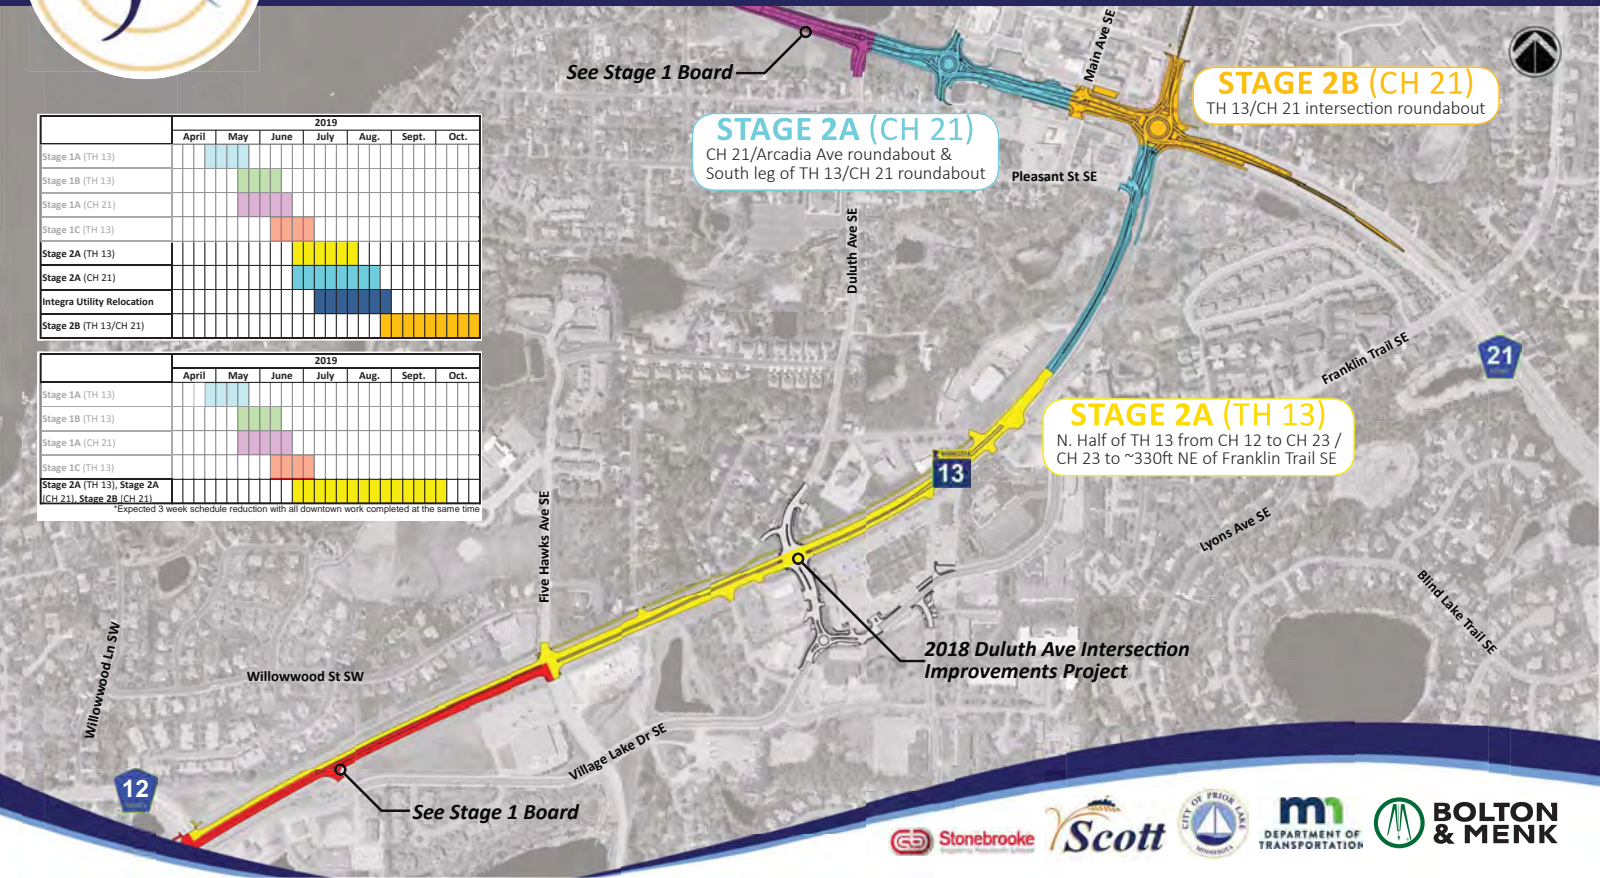 See Stage 1 Board
Main Ave SE
STAGE 2B (CH 21)
TH 13/CH 21 intersection roundabout
STAGE 2A (CH 21)
CH 21/Arcadia Ave roundabout &
South leg of TH 13/CH 21 roundabout
Pleasant St SE
Duluth Ave SE
2019
April May June July Aug. Sept. Oct.
Stage 1A (TH 13)
Stage 1B (TH 13)
Stage 1A (CH 21)
Stage 1C (TH 13)
Stage 2A (TH 13)
Stage 2A (CH 21)
Integra Utility Relocation
Stage 2B (TH 13/CH 21)
2019
April May June July Aug. Sept. Oct.
Stage 1A (TH 13)
Stage 1B (TH 13)
Stage 1A (CH 21)
Stage 1C (TH 13)
Stage 2A (TH 13), Stage 2A
(CH 21), Stage 2B (CH 21)
*Expected 3 week schedule reduction with all downtown work completed at the same time
Franklin Trail SE
21
STAGE 2A (TH 13)
N. Half of TH 13 from CH 12 to CH 23 /
CH 23 to ~330ft NE of Franklin Trail SE
13
Five Hawks Ave SE
Lyons Ave SE
Blind Lake Trail SE
2018 Duluth Ave Intersection
Improvements Project
Willowwood Ln SW
Willowwood St SW
Village Lake Dr SE
12
See Stage 1 Board
Stonebrooke
Scott
CITY OF PRIOR LAKE
MINNESOTA
DEPARTMENT OF
TRANSPORTATION
BOLTON
& MENK